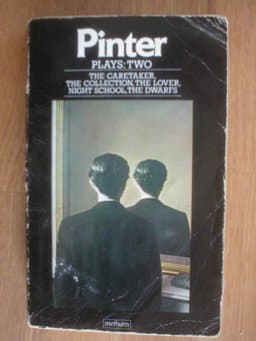 Pinter
PLAYS: TWO
THE CARETAKER,
THE COLLECTION, THE LOVER,
NIGHT SCHOOL, THE DWARFS
methuen